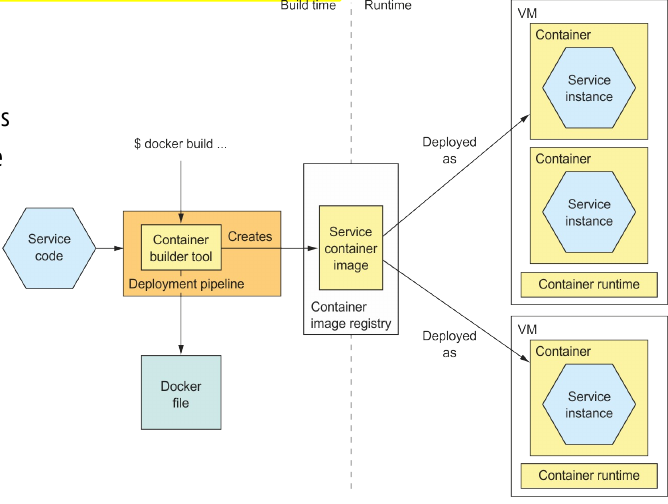 Build time
Runtime
s
e
$ docker build ...
Service
code
Container
builder tool
Creates
Deployment pipeline
Docker
file
Service
container
image
Container
image registry
Deployed
as
Deployed
as
VM
Container
Service
instance
Container
Service
instance
Container runtime
VM
Container
Service
instance
Container runtime